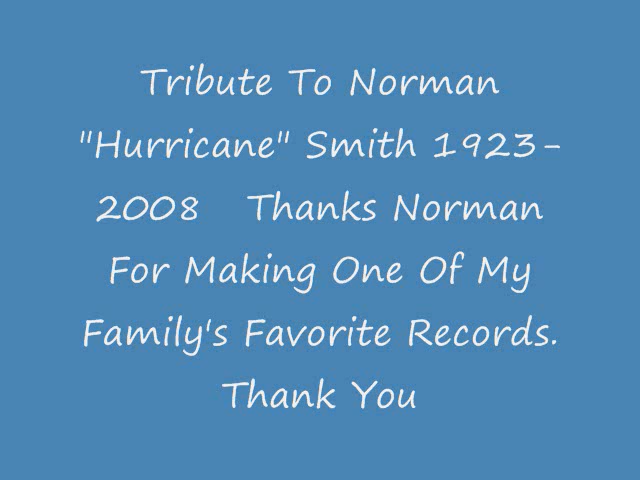 Tribute To Norman
"Hurricane" Smith 1923-
2008   Thanks Norman
For Making One Of My
Family's Favorite Records.
Thank You